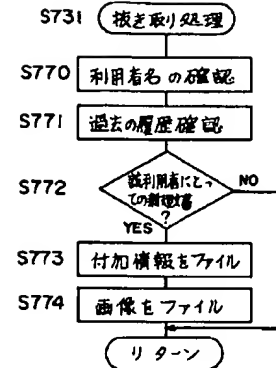 S731 抜き取り処理
S770 利用者名の確認
S771 過去の履歴確認
S772 該利用者にとっ
ての新規文書
?
NO
YES
S773 付加情報をファイル
S774 画像をファイル
リターン